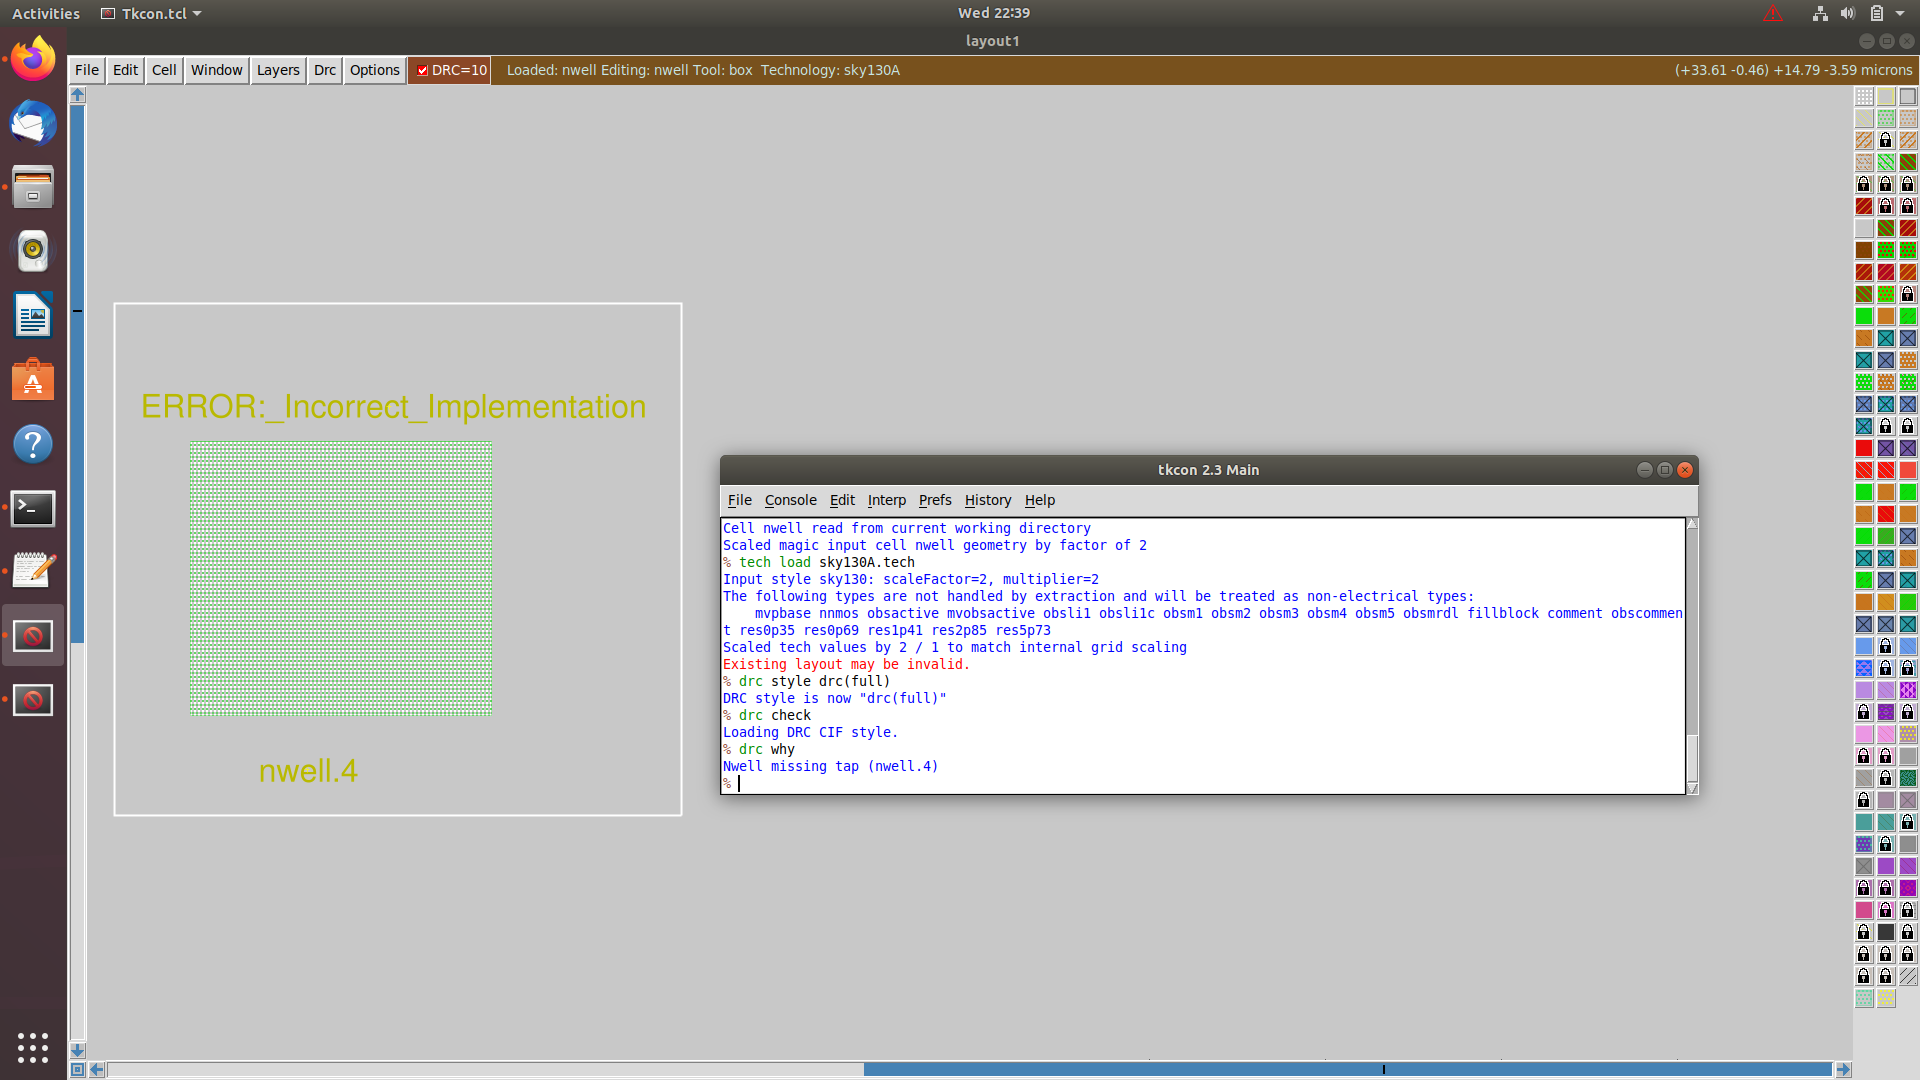 Activities Tkcon.tcl Wed 22:39
layout1
File Edit Cell Window Layers Drc Options DRC=10 Loaded: nwell Editing: nwell Tool: box Technology: sky130A (+33.61 -0.46) +14.79 -3.59 microns
ERROR:_Incorrect_Implementation
nwell.4
tkcon 2.3 Main
File Console Edit Interp Prefs History Help
Cell nwell read from current working directory
Scaled magic input cell nwell geometry by factor of 2
% tech load sky130A.tech
Input style sky130: scaleFactor=2, multiplier=2
The following types are not handled by extraction and will be treated as non-electrical types:
mvpbase nnmos obsactive mvobsactive obsli1 obsli1c obsm1 obsm2 obsm3 obsm4 obsm5 obsmrdl fillblock comment obscommen
t res0p35 res0p69 res1p41 res2p85 res5p73
Scaled tech values by 2 / 1 to match internal grid scaling
Existing layout may be invalid.
% drc style drc(full)
DRC style is now "drc(full)"
% drc check
Loading DRC CIF style.
% drc why
Nwell missing tap (nwell.4)
%